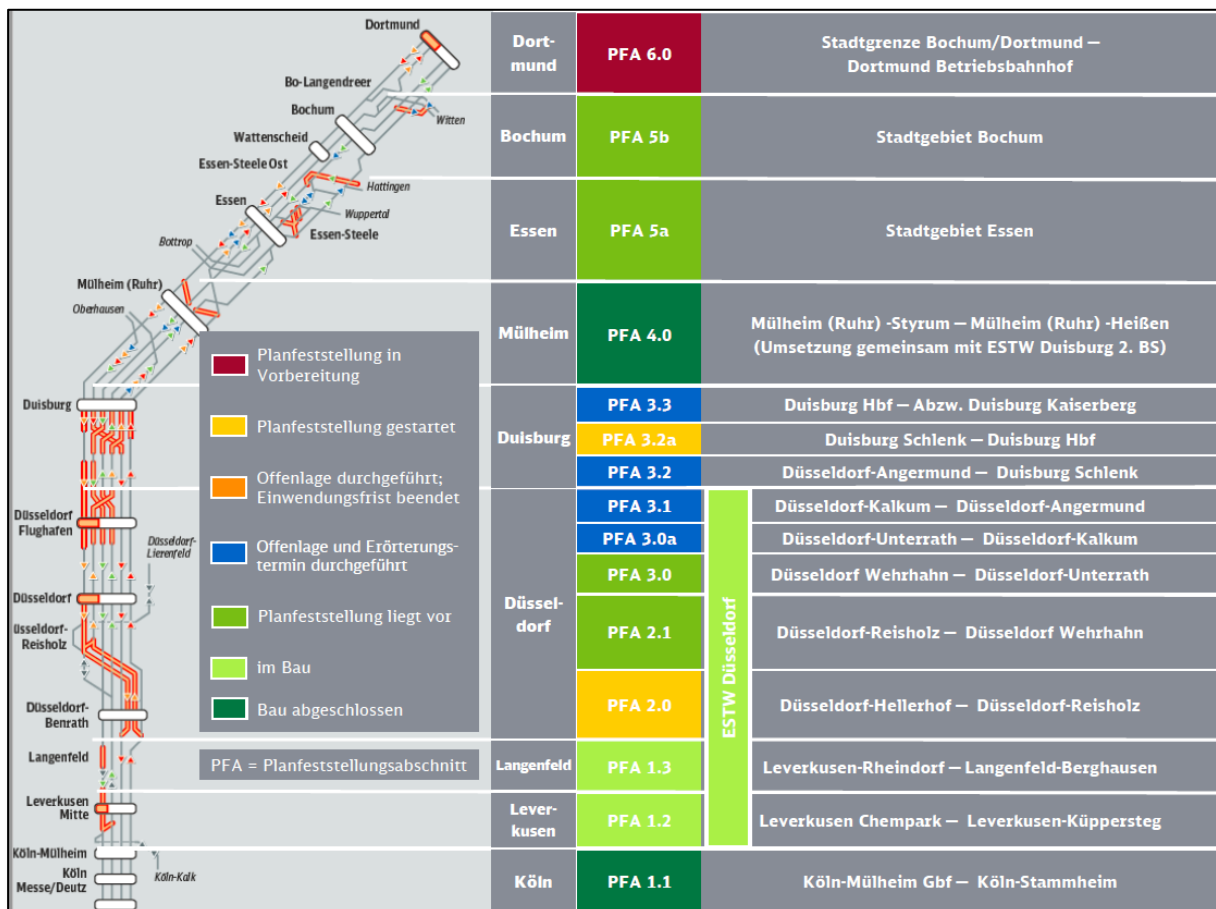 Dortmund
Bo-Langendreer
Bochum
Witten
Wattenscheid
Essen-Steele Ost
Hattingen
Essen
Wuppertal
Essen-Steele
Bottrop
Mülheim (Ruhr)
Oberhausen
Duisburg
Düsseldorf
Flughafen
Düsseldorf-
Lierenfeld
Düsseldorf
üsseldorf-
Reisholz
Düsseldorf-
Benrath
Langenfeld
Leverkusen
Mitte
Köln-Mülheim
Köln
Messe/Deutz
Köln-Kalk
Planfeststellung in
Vorbereitung
Planfeststellung gestartet
Offenlage durchgeführt;
Einwendungsfrist beendet
Offenlage und Erörterungs-
termin durchgeführt
Planfeststellung liegt vor
im Bau
Bau abgeschlossen
PFA = Planfeststellungsabschnitt
Dort-
mund
PFA 6.0
Stadtgrenze Bochum/Dortmund —
Dortmund Betriebsbahnhof
Bochum
PFA 5b
Stadtgebiet Bochum
Essen
PFA 5a
Stadtgebiet Essen
Mülheim
PFA 4.0
Mülheim (Ruhr) -Styrum — Mülheim (Ruhr) -Heißen
(Umsetzung gemeinsam mit ESTW Duisburg 2. BS)
Duisburg
PFA 3.3
Duisburg Hbf — Abzw. Duisburg Kaiserberg
PFA 3.2a
Duisburg Schlenk — Duisburg Hbf
PFA 3.2
Düsseldorf-Angermund — Duisburg Schlenk
Düssel-
dorf
ESTW Düsseldorf
PFA 3.1
Düsseldorf-Kalkum — Düsseldorf-Angermund
PFA 3.0a
Düsseldorf-Unterrath — Düsseldorf-Kalkum
PFA 3.0
Düsseldorf Wehrhahn — Düsseldorf-Unterrath
PFA 2.1
Düsseldorf-Reisholz — Düsseldorf Wehrhahn
PFA 2.0
Düsseldorf-Hellerhof — Düsseldorf-Reisholz
Langenfeld
PFA 1.3
Leverkusen-Rheindorf — Langenfeld-Berghausen
Lever-
kusen
PFA 1.2
Leverkusen Chempark — Leverkusen-Küppersteg
Köln
PFA 1.1
Köln-Mülheim Gbf — Köln-Stammheim